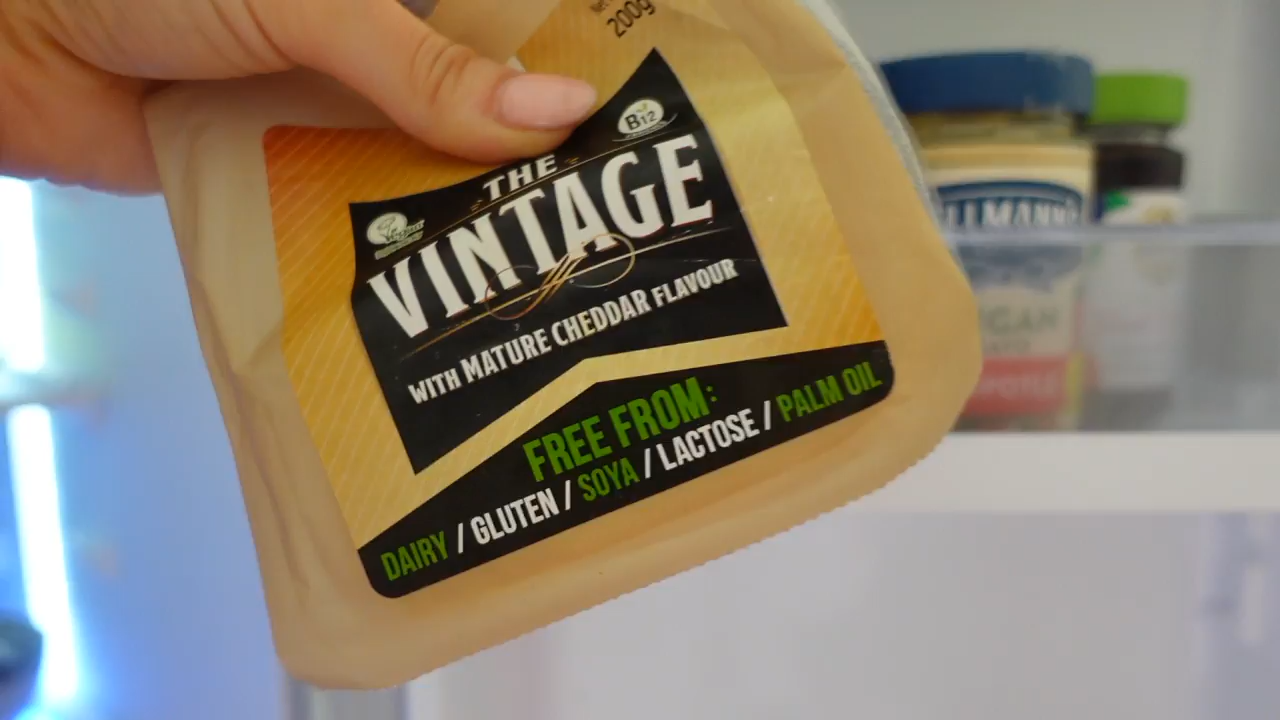 200g
B12
THE
VINTAGE
WITH MATURE CHEDDAR FLAVOUR
FREE FROM:
DAIRY / GLUTEN / SOYA / LACTOSE / PALM OIL